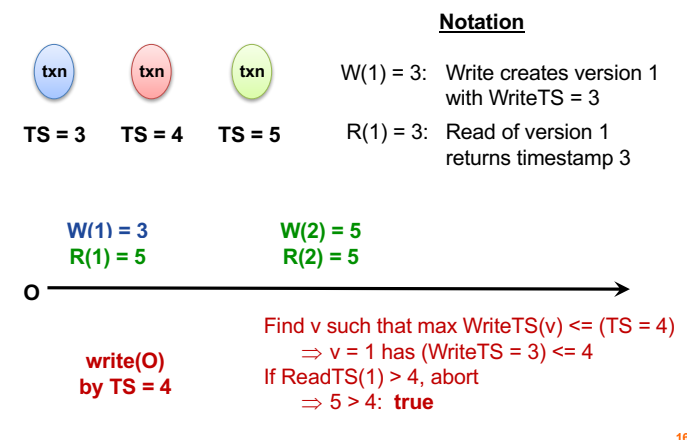 Notation
txn txn txn
W(1) = 3: Write creates version 1
with WriteTS = 3
TS = 3 TS = 4 TS = 5
R(1) = 3: Read of version 1
returns timestamp 3
W(1) = 3 W(2) = 5
R(1) = 5 R(2) = 5
O
Find v such that max WriteTS(v) <= (TS = 4)
⇒ v = 1 has (WriteTS = 3) <= 4
write(O)
by TS = 4
If ReadTS(1) > 4, abort
⇒ 5 > 4: true
16